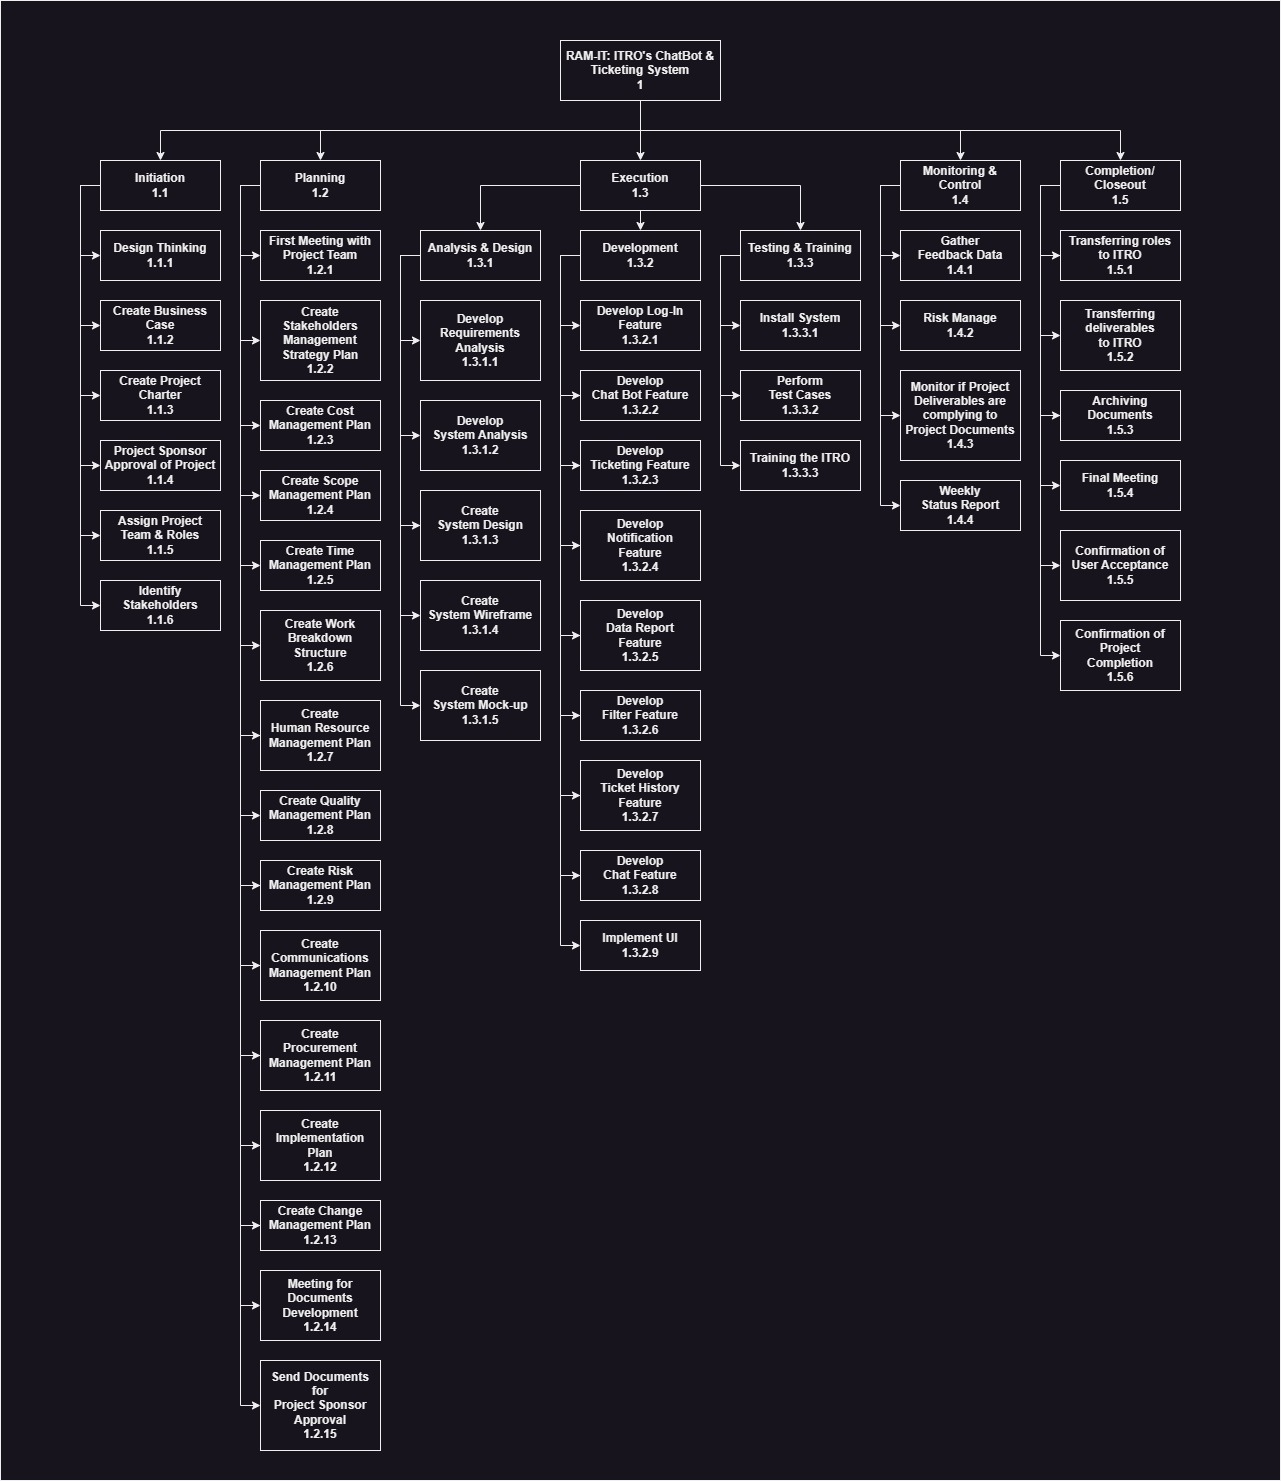 RAM-IT: ITRO's ChatBot &
Ticketing System
1
Initiation
1.1
Design Thinking
1.1.1
Create Business
Case
1.1.2
Create Project
Charter
1.1.3
Project Sponsor
Approval of Project
1.1.4
Assign Project
Team & Roles
1.1.5
Identify
Stakeholders
1.1.6
Planning
1.2
First Meeting with
Project Team
1.2.1
Create
Stakeholders
Management
Strategy Plan
1.2.2
Create Cost
Management Plan
1.2.3
Create Scope
Management Plan
1.2.4
Create Time
Management Plan
1.2.5
Create Work
Breakdown
Structure
1.2.6
Create
Human Resource
Management Plan
1.2.7
Create Quality
Management Plan
1.2.8
Create Risk
Management Plan
1.2.9
Create
Communications
Management Plan
1.2.10
Create
Procurement
Management Plan
1.2.11
Create
Implementation
Plan
1.2.12
Create Change
Management Plan
1.2.13
Meeting for
Documents
Development
1.2.14
Send Documents
for
Project Sponsor
Approval
1.2.15
Execution
1.3
Analysis & Design
1.3.1
Develop
Requirements
Analysis
1.3.1.1
Develop
System Analysis
1.3.1.2
Create
System Design
1.3.1.3
Create
System Wireframe
1.3.1.4
Create
System Mock-up
1.3.1.5
Development
1.3.2
Develop Log-In
Feature
1.3.2.1
Develop
Chat Bot Feature
1.3.2.2
Develop
Ticketing Feature
1.3.2.3
Develop
Notification
Feature
1.3.2.4
Develop
Data Report
Feature
1.3.2.5
Develop
Filter Feature
1.3.2.6
Develop
Ticket History
Feature
1.3.2.7
Develop
Chat Feature
1.3.2.8
Implement UI
1.3.2.9
Testing & Training
1.3.3
Install System
1.3.3.1
Perform
Test Cases
1.3.3.2
Training the ITRO
1.3.3.3
Monitoring &
Control
1.4
Gather
Feedback Data
1.4.1
Risk Manage
1.4.2
Monitor if Project
Deliverables are
complying to
Project Documents
1.4.3
Weekly
Status Report
1.4.4
Completion/
Closeout
1.5
Transferring roles
to ITRO
1.5.1
Transferring
deliverables
to ITRO
1.5.2
Archiving
Documents
1.5.3
Final Meeting
1.5.4
Confirmation of
User Acceptance
1.5.5
Confirmation of
Project
Completion
1.5.6